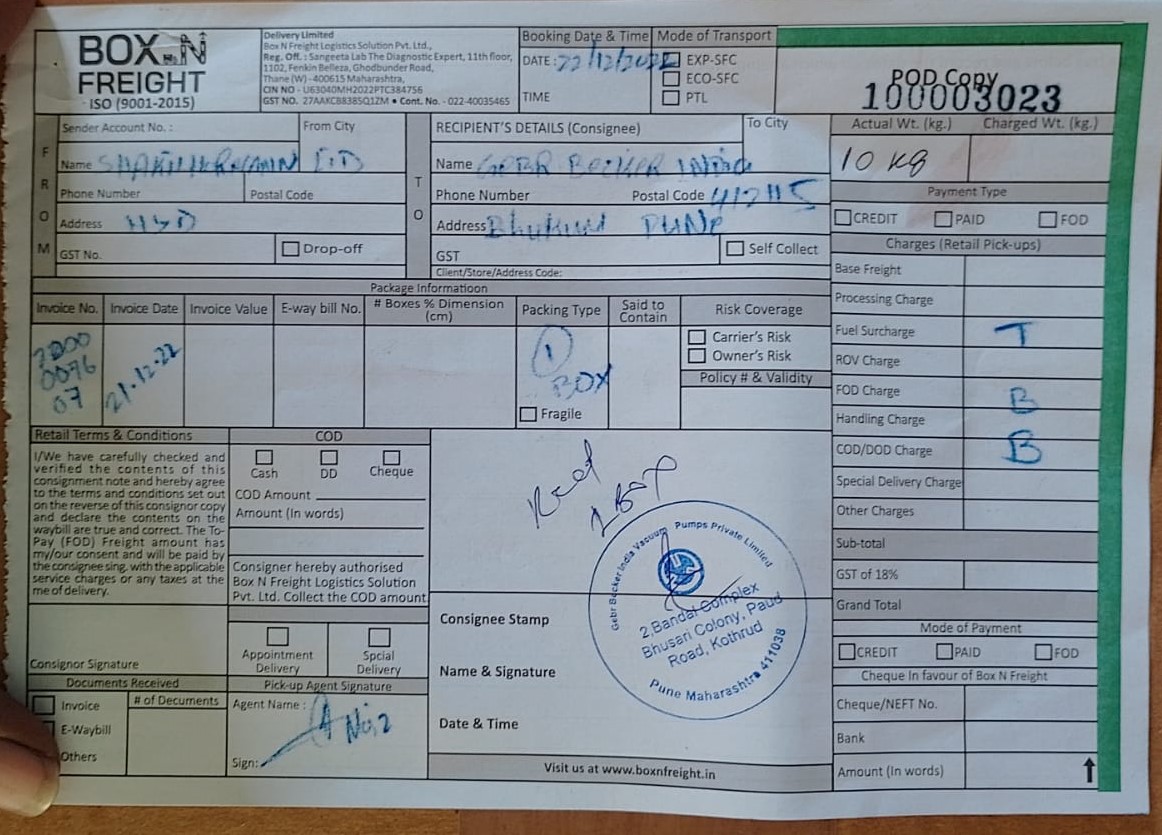 BOX N
FREIGHT
ISO (9001-2015)
Delivery Limited
Box N Freight Logistics Solution Pvt. Ltd.,
Reg. Off. : Sangeeta Lab The Diagnostic Expert, 11th floor,
1102, Fenkin Belleza, Ghodbunder Road,
Thane (W) - 400615 Maharashtra,
CIN NO - U63040MH2022PTC384756
GST NO. 27AAKCB8385Q1ZM • Cont. No. - 022-40035465
Booking Date & Time
DATE : 22/12/2022
TIME
Mode of Transport
EXP-SFC
ECO-SFC
PTL
POD Copy
100003023
FROM
Sender Account No. :
From City
Name
Phone Number
Postal Code
Address HYD
GST No.
Drop-off
TO
RECIPIENT'S DETAILS (Consignee)
To City
Name GEBR BECKER INDIA
Phone Number
Postal Code 412115
Address PUNE
GST
Self Collect
Client/Store/Address Code:
Actual Wt. (kg.)
Charged Wt. (kg.)
10 KG
Payment Type
CREDIT PAID FOD
Charges (Retail Pick-ups)
Base Freight
Processing Charge
Fuel Surcharge T
ROV Charge
FOD Charge B
Handling Charge
COD/DOD Charge B
Special Delivery Charge
Other Charges
Sub-total
GST of 18%
Grand Total
Mode of Payment
CREDIT PAID FOD
Cheque In favour of Box N Freight
Cheque/NEFT No.
Bank
Amount (In words)
Package Informatioon
Invoice No.
Invoice Date
Invoice Value
E-way bill No.
# Boxes % Dimension
(cm)
Packing Type
Said to
Contain
Risk Coverage
0076
07
21.12.22
1
BOX
Fragile
Carrier's Risk
Owner's Risk
Policy # & Validity
Retail Terms & Conditions
I/We have carefully checked and
verified the contents of this
consignment note and hereby agree
to the terms and conditions set out
on the reverse of this consignor copy
and declare the contents on the
waybill are true and correct. The To-
Pay (FOD) Freight amount has
my/our consent and will be paid by
the consignee sing, with the applicable
service charges or any taxes at the
me of delivery.
Consignor Signature
COD
Cash DD Cheque
COD Amount
Amount (In words)
Consigner hereby authorised
Box N Freight Logistics Solution
Pvt. Ltd. Collect the COD amount
Appointment
Delivery
Spcial
Delivery
Documents Received
Invoice
E-Waybill
Others
# of Decuments
Pick-up Agent Signature
Agent Name :
Sign:
Recd
1 Box
Consignee Stamp
Name & Signature
Date & Time
Gebr Becker India Vacuum Pumps Private Limited
2,Bandal Complex
Bhusari Colony, Paud
Road, Kothrud
Pune Maharashtra 411038
Visit us at www.boxnfreight.in